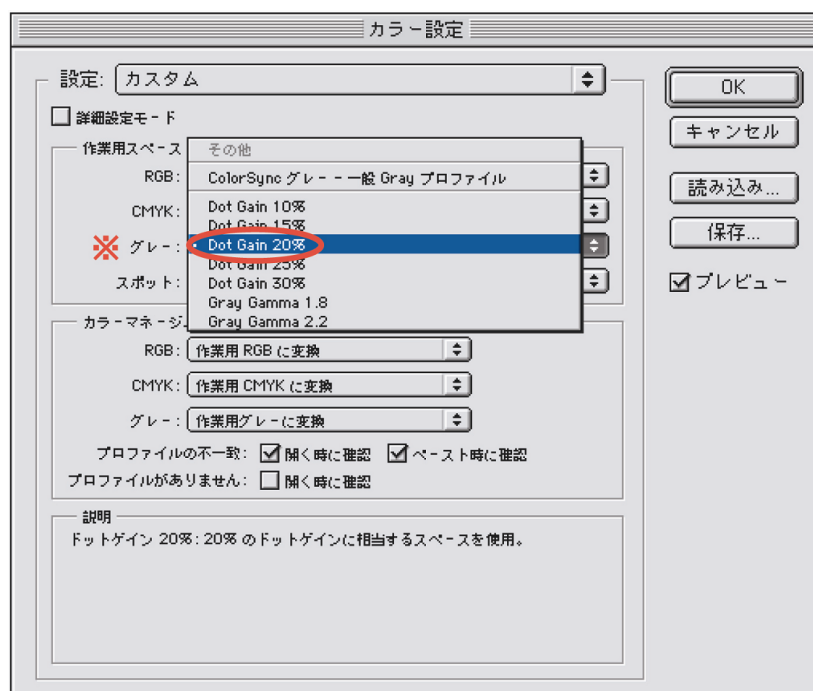 カラー設定
設定: カスタム
詳細設定モード
作業用スペース
その他
RGB:
ColorSync グレー - 一般 Gray プロファイル
CMYK:
Dot Gain 10%
Dot Gain 15%
※ グレー:
• Dot Gain 20%
Dot Gain 25%
スポット:
Dot Gain 30%
Gray Gamma 1.8
Gray Gamma 2.2
カラーマネージ
RGB: 作業用 RGB に変換
CMYK: 作業用 CMYK に変換
グレー: 作業用グレーに変換
プロファイルの不一致: 開く時に確認 ペースト時に確認
プロファイルがありません: 開く時に確認
説明
ドットゲイン 20%: 20% のドットゲインに相当するスペースを使用。
OK
キャンセル
読み込み...
保存...
プレビュー